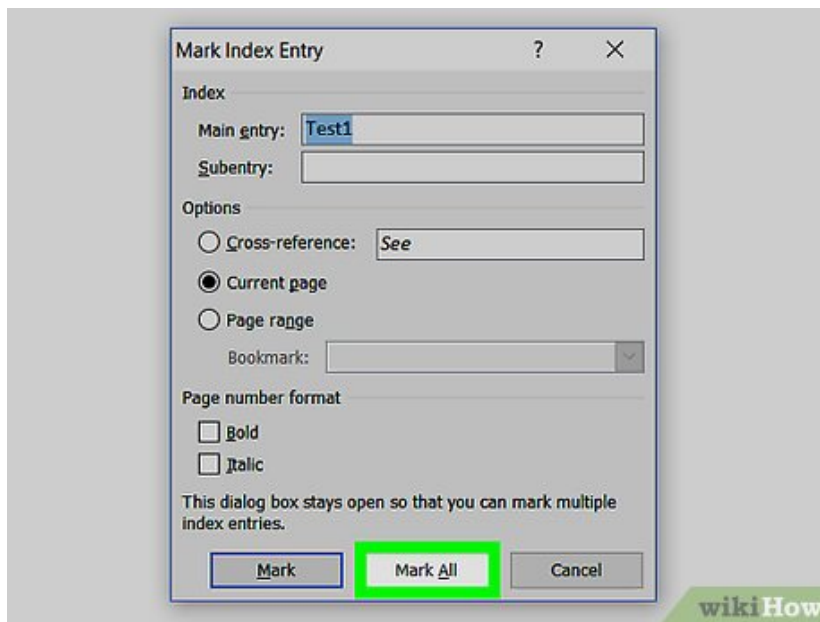 Mark Index Entry ? ×
Index
Main entry: Test1
Subentry:
Options
Cross-reference: See
Current page
Page range
Bookmark:
Page number format
Bold
Italic
This dialog box stays open so that you can mark multiple
index entries.
Mark Mark All Cancel
wikiHow